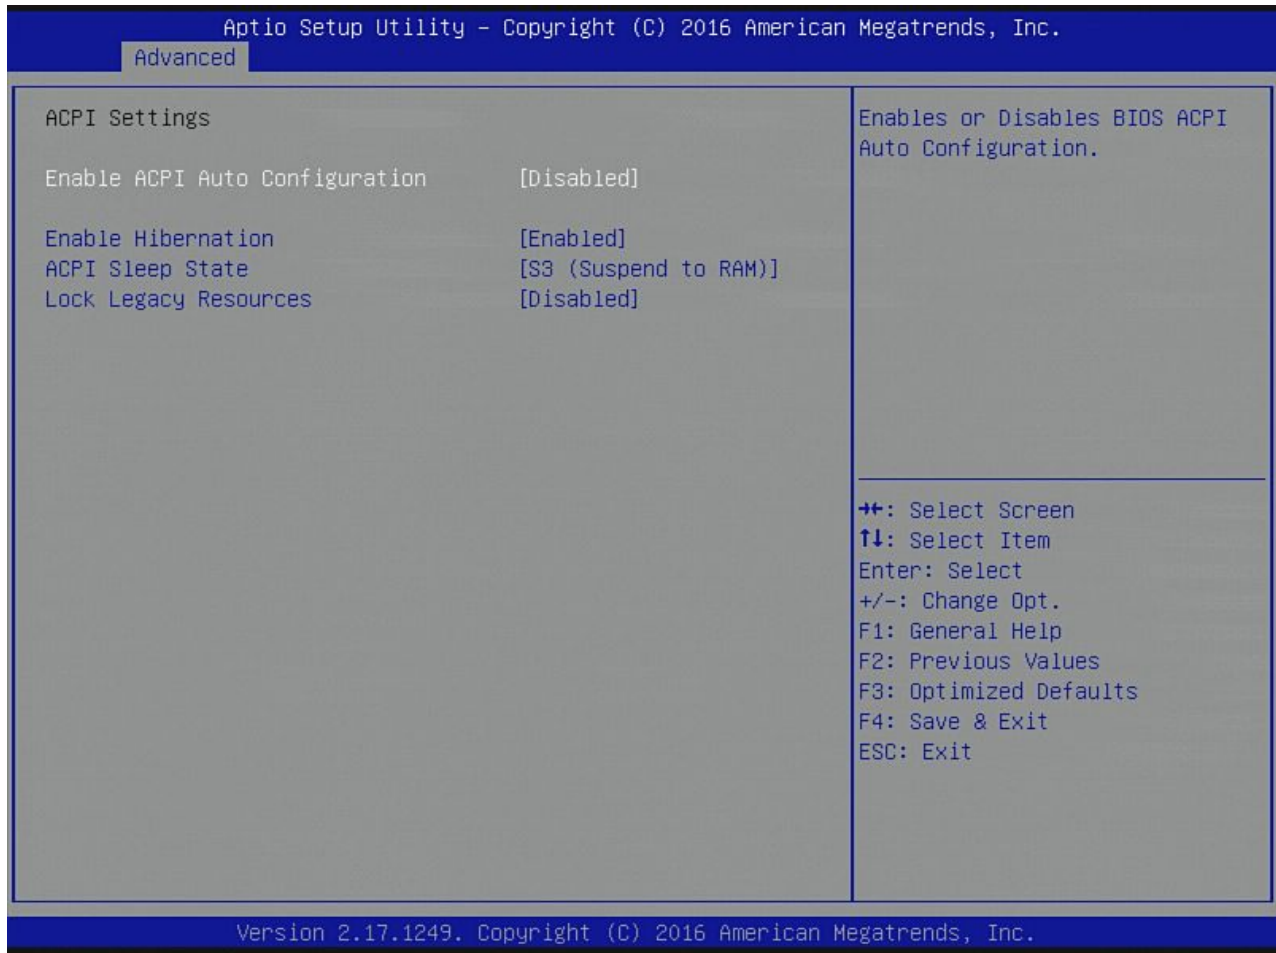 Aptio Setup Utility – Copyright (C) 2016 American Megatrends, Inc.
Advanced
ACPI Settings
Enable ACPI Auto Configuration [Disabled]
Enable Hibernation [Enabled]
ACPI Sleep State [S3 (Suspend to RAM)]
Lock Legacy Resources [Disabled]
Enables or Disables BIOS ACPI
Auto Configuration.
→←: Select Screen
↑↓: Select Item
Enter: Select
+/-: Change Opt.
F1: General Help
F2: Previous Values
F3: Optimized Defaults
F4: Save & Exit
ESC: Exit
Version 2.17.1249. Copyright (C) 2016 American Megatrends, Inc.